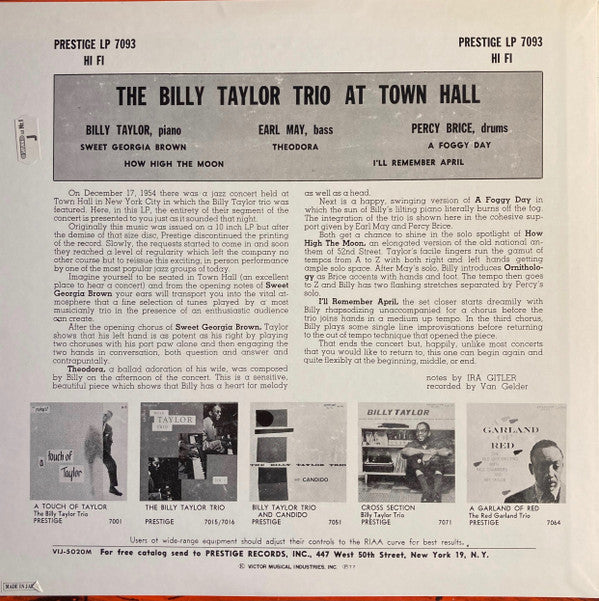 PRESTIGE LP 7093
HI FI
PRESTIGE LP 7093
HI FI
THE BILLY TAYLOR TRIO AT TOWN HALL
BILLY TAYLOR, piano
EARL MAY, bass
PERCY BRICE, drums
SWEET GEORGIA BROWN
THEODORA
A FOGGY DAY
HOW HIGH THE MOON
I'LL REMEMBER APRIL
J
On December 17, 1954 there was a jazz concert held at
Town Hall in New York City in which the Billy Taylor trio was
featured. Here, in this LP, the entirety of their segment of the
concert is presented to you just as it sounded that night.
Originally this music was issued on a 10 inch LP but after
the demise of that size disc, Prestige discontinued the printing
of the record. Slowly, the requests started to come in and soon
they reached a level of regularity which left the company no
other course but to reissue this exciting, in person performance
by one of the most popular jazz groups of today.
Imagine yourself to be seated in Town Hall (an excellent
place to hear a concert) and from the opening notes of Sweet
Georgia Brown your ears will transport you into the vital at-
mosphere that a fine selection of tunes played by a most
musicianly trio in the presence of an enthusiastic audience
can create.
After the opening chorus of Sweet Georgia Brown, Taylor
shows that his left hand is as potent as his right by playing
two choruses with his port paw alone and then engaging the
two hands in conversation, both question and answer and
contrapuntally.
Theodora, a ballad adoration of his wife, was composed
by Billy on the afternoon of the concert. This is a sensitive,
beautiful piece which shows that Billy has a heart for melody
as well as a head.
Next is a happy, swinging version of A Foggy Day in
which the sun of Billy's lilting piano literally burns off the fog.
The integration of the trio is shown here in the cohesive sup-
port given by Earl May and Percy Brice.
Both get a chance to shine in the solo spotlight of How
High The Moon, an elongated version of the old national an-
them of 52nd Street. Taylor's facile fingers run the gamut of
tempos from A to Z with both right and left hands getting
ample solo space. After May's solo, Billy introduces Ornitholo-
gy as Brice trades with hands and foot. The tempo then goes
to Z and Billy has two flashing stretches separated by Percy's
solo.
I'll Remember April, the set closer starts dreamily with
Billy rhapsodizing unaccompanied for a chorus before the
trio joins hands in a medium up tempo. In the third chorus,
Billy plays some single line improvisations before returning
to the out of tempo technique that opened the piece.
That ends the concert but, happily, unlike most concerts
that you would like to return to, this one can begin again and
quite flexibly at the beginning, middle, or end.
notes by IRA GITLER
recorded by Van Gelder
a touch of
Taylor
BILLY
TAYLOR
TRIO
THE BILLY TAYLOR TRIO
CANDIDO
BILLY TAYLOR
GARLAND
OF RED
A TOUCH OF TAYLOR
The Billy Taylor Trio
PRESTIGE 7001
THE BILLY TAYLOR TRIO
PRESTIGE 7015/7016
BILLY TAYLOR TRIO
AND CANDIDO
PRESTIGE 7051
CROSS SECTION
Billy Taylor Trio
PRESTIGE 7071
A GARLAND OF RED
The Red Garland Trio
PRESTIGE 7064
Users of wide-range equipment should adjust their controls to the RIAA curve for best results.
VIJ-5020M For free catalog send to PRESTIGE RECORDS, INC., 447 West 50th Street, New York 19, N. Y.
© VICTOR MUSICAL INDUSTRIES, INC. ℗77